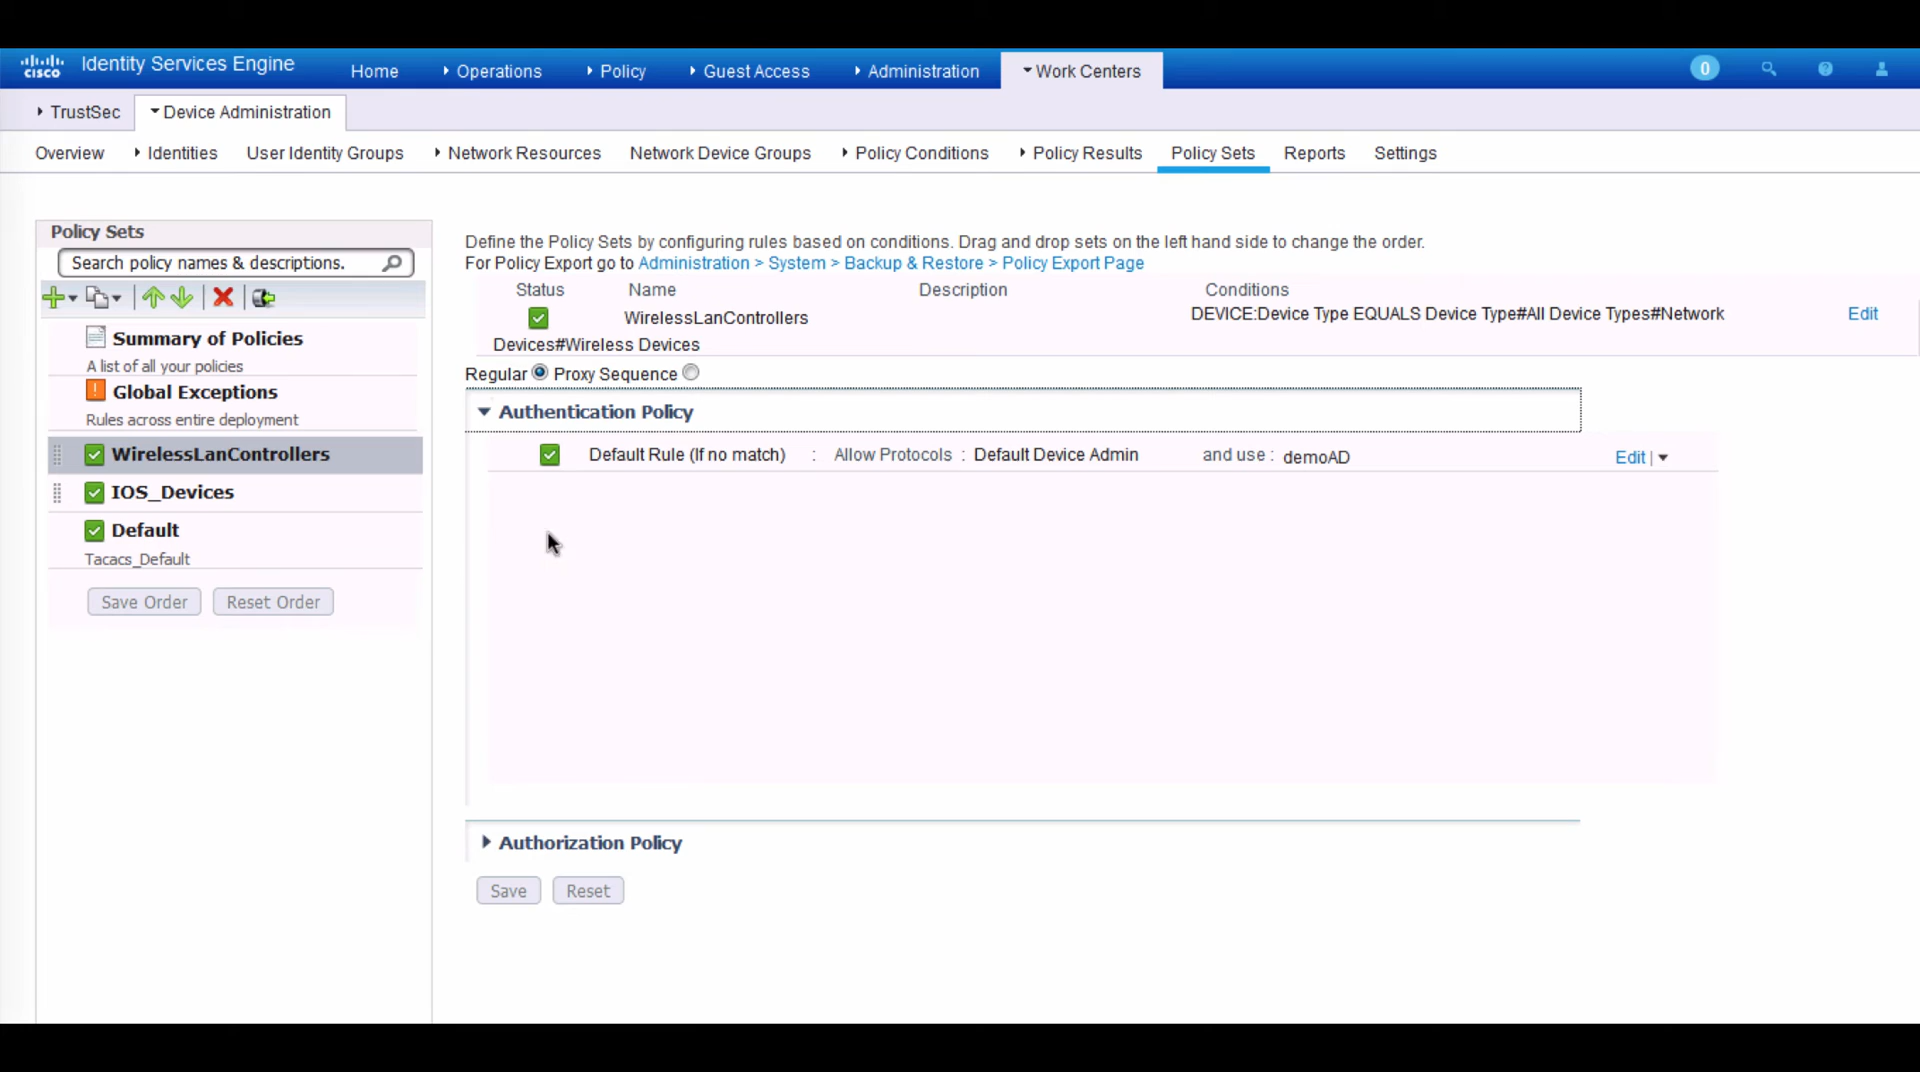 cisco Identity Services Engine Home Operations Policy Guest Access Administration Work Centers 0
TrustSec Device Administration
Overview Identities User Identity Groups Network Resources Network Device Groups Policy Conditions Policy Results Policy Sets Reports Settings
Policy Sets
Search policy names & descriptions.
Summary of Policies
A list of all your policies
Global Exceptions
Rules across entire deployment
WirelessLanControllers
IOS_Devices
Default
Tacacs_Default
Save Order Reset Order
Define the Policy Sets by configuring rules based on conditions. Drag and drop sets on the left hand side to change the order.
For Policy Export go to Administration > System > Backup & Restore > Policy Export Page
Status Name Description Conditions
WirelessLanControllers DEVICE:Device Type EQUALS Device Type#All Device Types#Network Edit
Devices#Wireless Devices
Regular Proxy Sequence
Authentication Policy
Default Rule (If no match) : Allow Protocols : Default Device Admin and use : demoAD Edit |
Authorization Policy
Save Reset